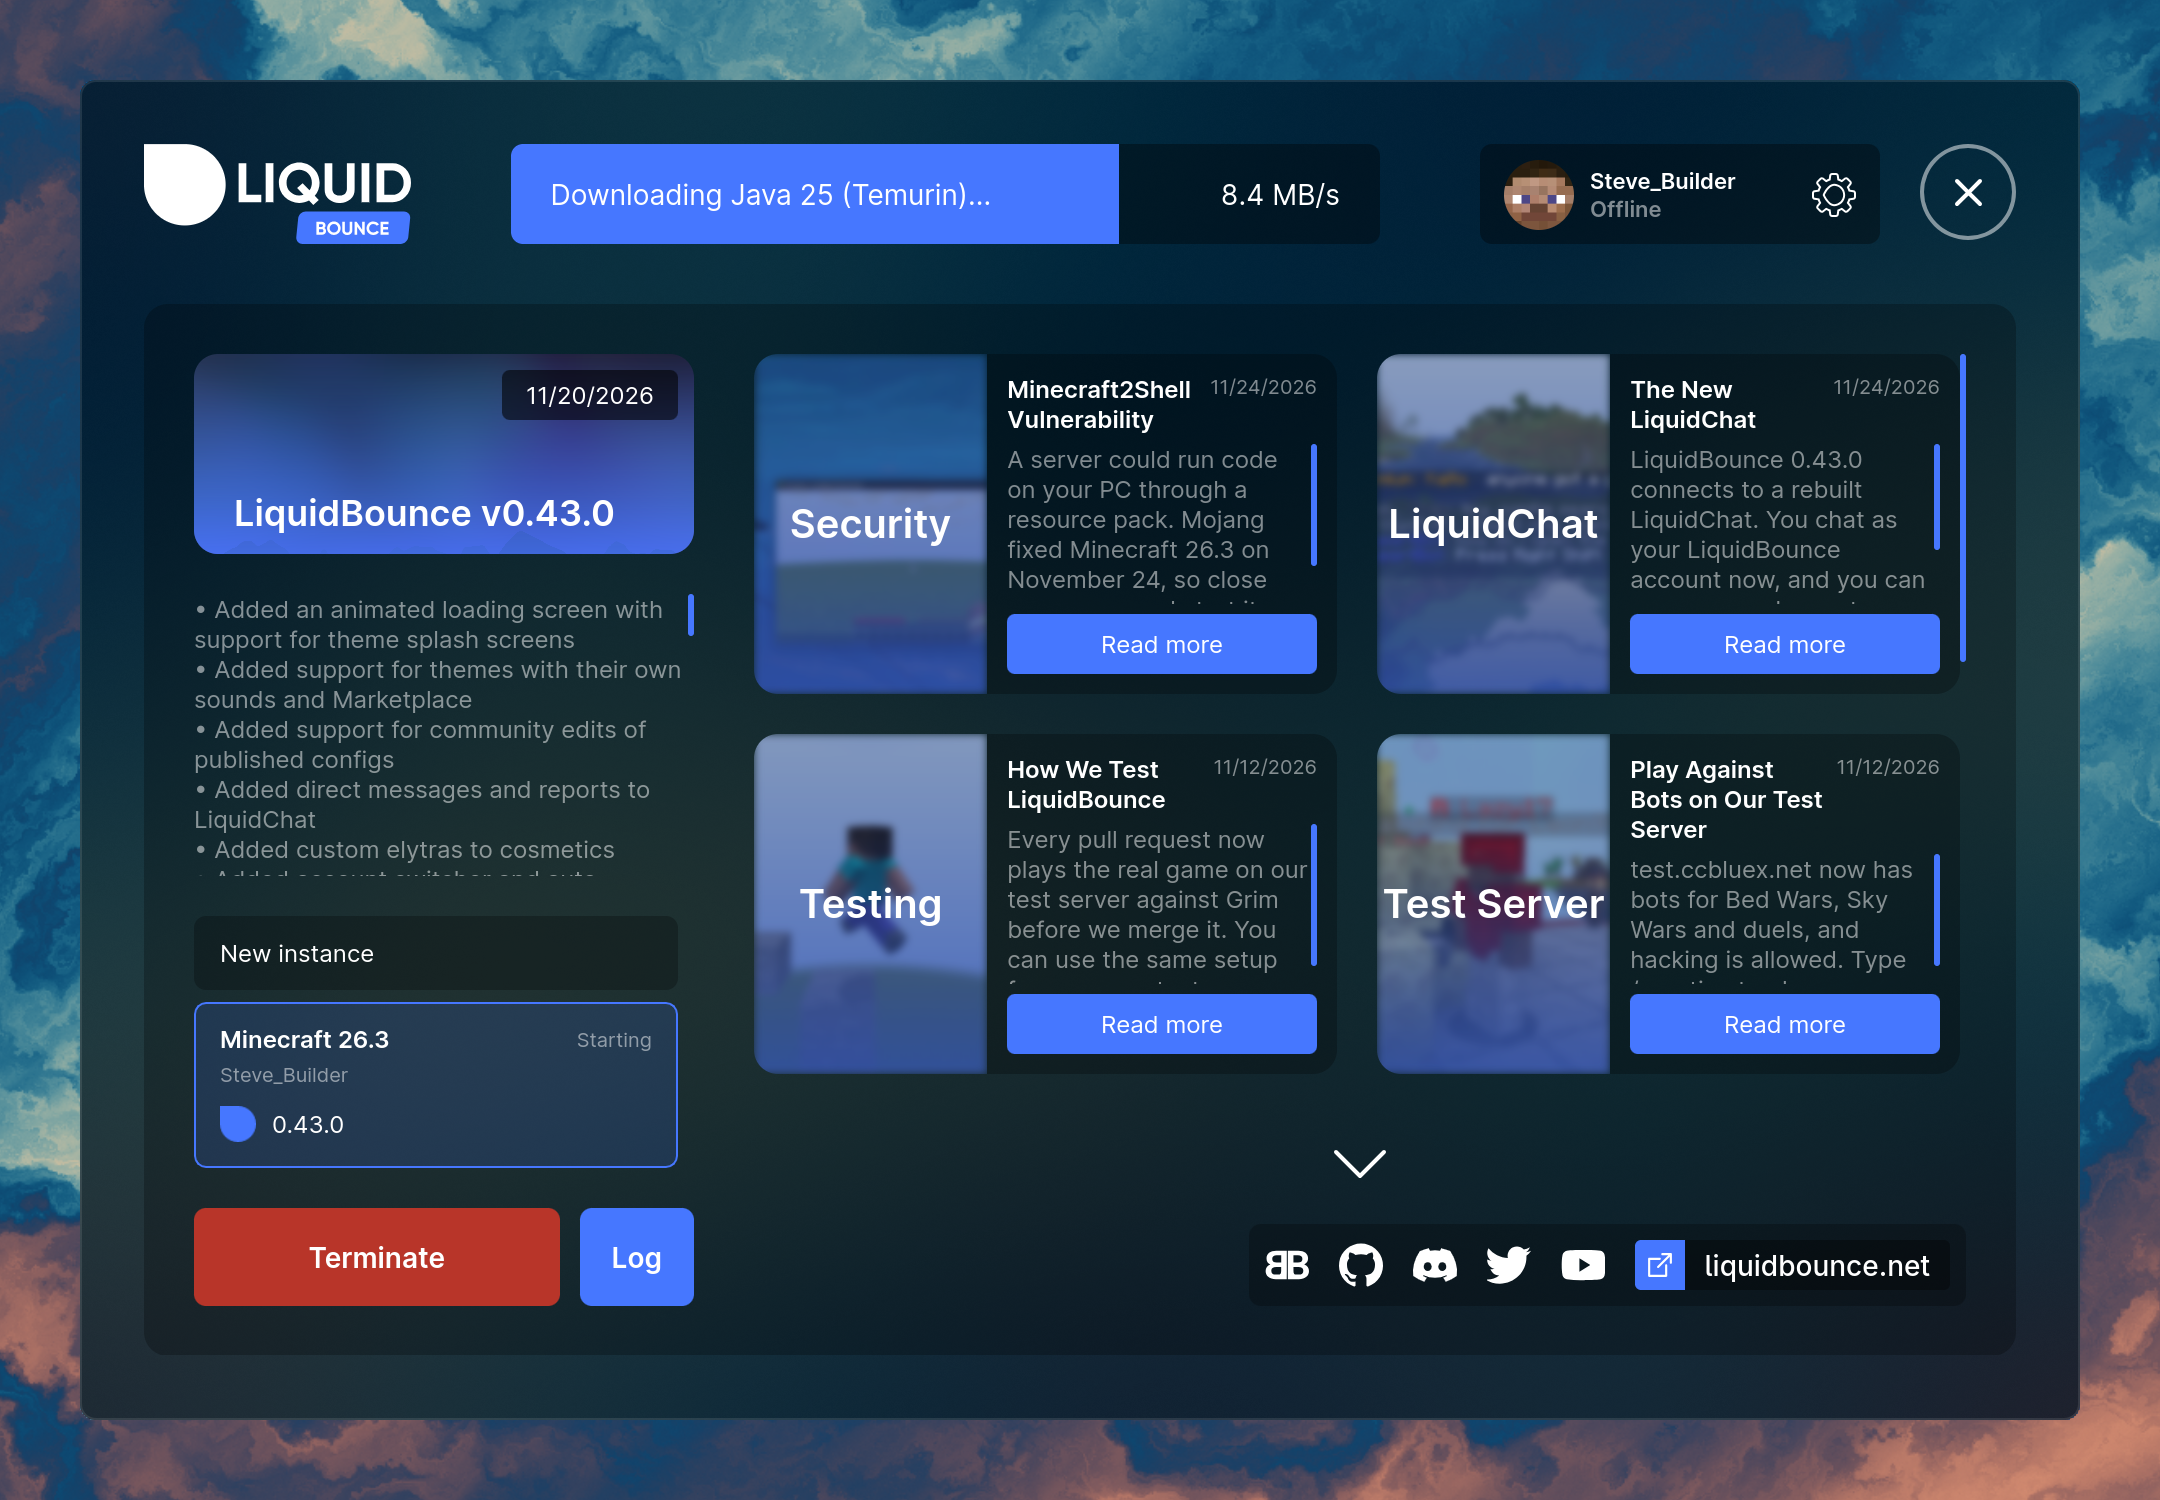 LIQUID
BOUNCE
Downloading Java 25 (Temurin)...
8.4 MB/s
Steve_Builder
Offline
11/20/2026
LiquidBounce v0.43.0
• Added an animated loading screen with
support for theme splash screens
• Added support for themes with their own
sounds and Marketplace
• Added support for community edits of
published configs
• Added direct messages and reports to
LiquidChat
• Added custom elytras to cosmetics
New instance
Minecraft 26.3
Starting
Steve_Builder
0.43.0
Terminate
Log
Security
Minecraft2Shell
Vulnerability
11/24/2026
A server could run code
on your PC through a
resource pack. Mojang
fixed Minecraft 26.3 on
November 24, so close
Read more
LiquidChat
The New
LiquidChat
11/24/2026
LiquidBounce 0.43.0
connects to a rebuilt
LiquidChat. You chat as
your LiquidBounce
account now, and you can
Read more
Testing
How We Test
LiquidBounce
11/12/2026
Every pull request now
plays the real game on our
test server against Grim
before we merge it. You
can use the same setup
Read more
Test Server
Play Against
Bots on Our Test
Server
11/12/2026
test.ccbluex.net now has
bots for Bed Wars, Sky
Wars and duels, and
hacking is allowed. Type
Read more
liquidbounce.net